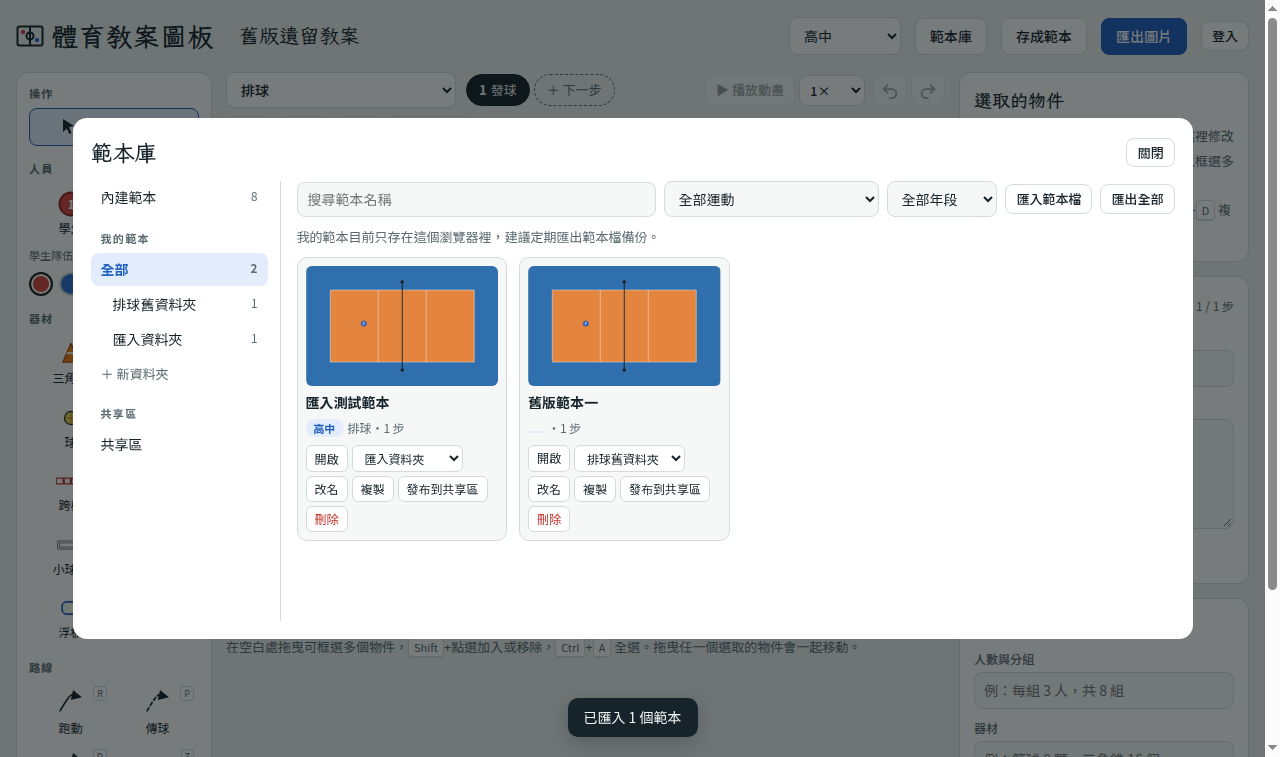 體育教案圖板
舊版遺留教案
高中
範本庫
存成範本
匯出圖片
登入
操作
排球
1 發球
＋ 下一步
▶ 播放動畫
1×
選取的物件
範本庫
關閉
人員
內建範本 8
我的範本
全部 2
排球舊資料夾 1
匯入資料夾 1
＋ 新資料夾
共享區
共享區
搜尋範本名稱
全部運動
全部年段
匯入範本檔
匯出全部
我的範本目前只存在這個瀏覽器裡，建議定期匯出範本檔備份。
匯入測試範本
高中 排球・1 步
開啟
匯入資料夾
改名
複製
發布到共享區
刪除
舊版範本一
・1 步
開啟
排球舊資料夾
改名
複製
發布到共享區
刪除
學生隊伍
器材
裡修改
框選多
D 複
1 / 1 步
在空白處拖曳可框選多個物件，Shift+點選加入或移除，Ctrl+A 全選。拖曳任一個選取的物件會一起移動。
路線
R
P
跑動
傳球
已匯入 1 個範本
人數與分組
例：每組 3 人，共 8 組
器材